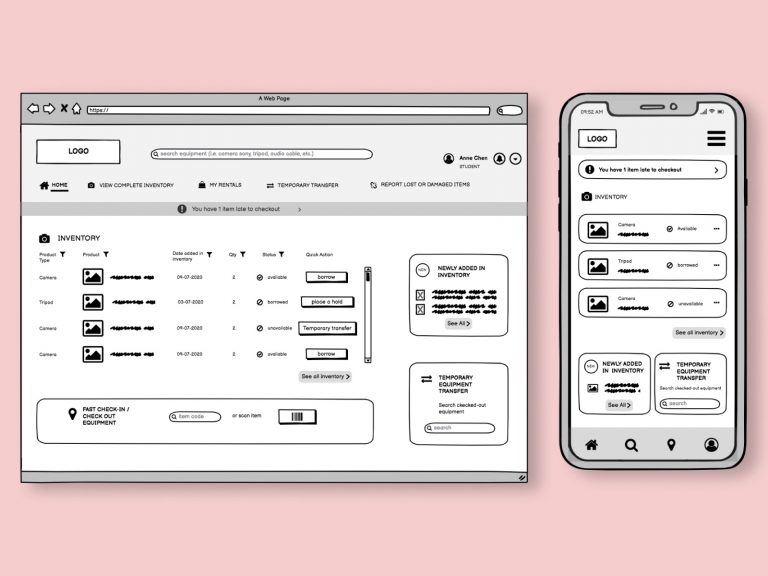 A Web Page
https://
LOGO
search equipment (i.e. camera sony, tripod, audio cable, etc.)
Anne Chen
STUDENT
HOME
VIEW COMPLETE INVENTORY
MY RENTALS
TEMPORARY TRANSFER
REPORT LOST OR DAMAGED ITEMS
You have 1 item late to checkout >
INVENTORY
Product Type
Product
Date added in inventory
Qty
Status
Quick Action
Camera 09-07-2020 2 available borrow
Tripod 03-07-2020 2 borrowed place a hold
Camera 09-07-2020 2 unavailable Temporary transfer
Camera 09-07-2020 2 available borrow
See all inventory >
FAST CHECK-IN /
CHECK OUT
EQUIPMENT
item code
or scan item
NEW
NEWLY ADDED IN
INVENTORY
See All >
TEMPORARY
EQUIPMENT
TRANSFER
Search checked-out
equipment
search
09:52 AM
LOGO
You have 1 item late to checkout >
INVENTORY
Camera
Available
Tripod
borrowed
Camera
unavailable
See all inventory >
NEW
NEWLY ADDED
IN INVENTORY
See All >
TEMPORARY
EQUIPMENT
TRANSFER
Search checked-out
equipment
search